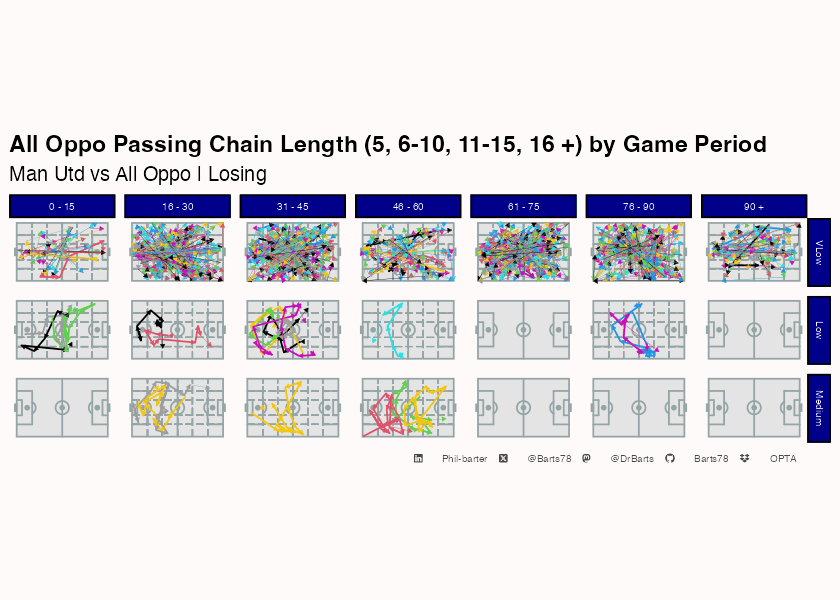 All Oppo Passing Chain Length (5, 6-10, 11-15, 16 +) by Game Period
Man Utd vs All Oppo I Losing
0 - 15 16 - 30 31 - 45 46 - 60 61 - 75 76 - 90 90 +
VLow
Low
Medium
Phil-barter @Barts78 @DrBarts Barts78 OPTA